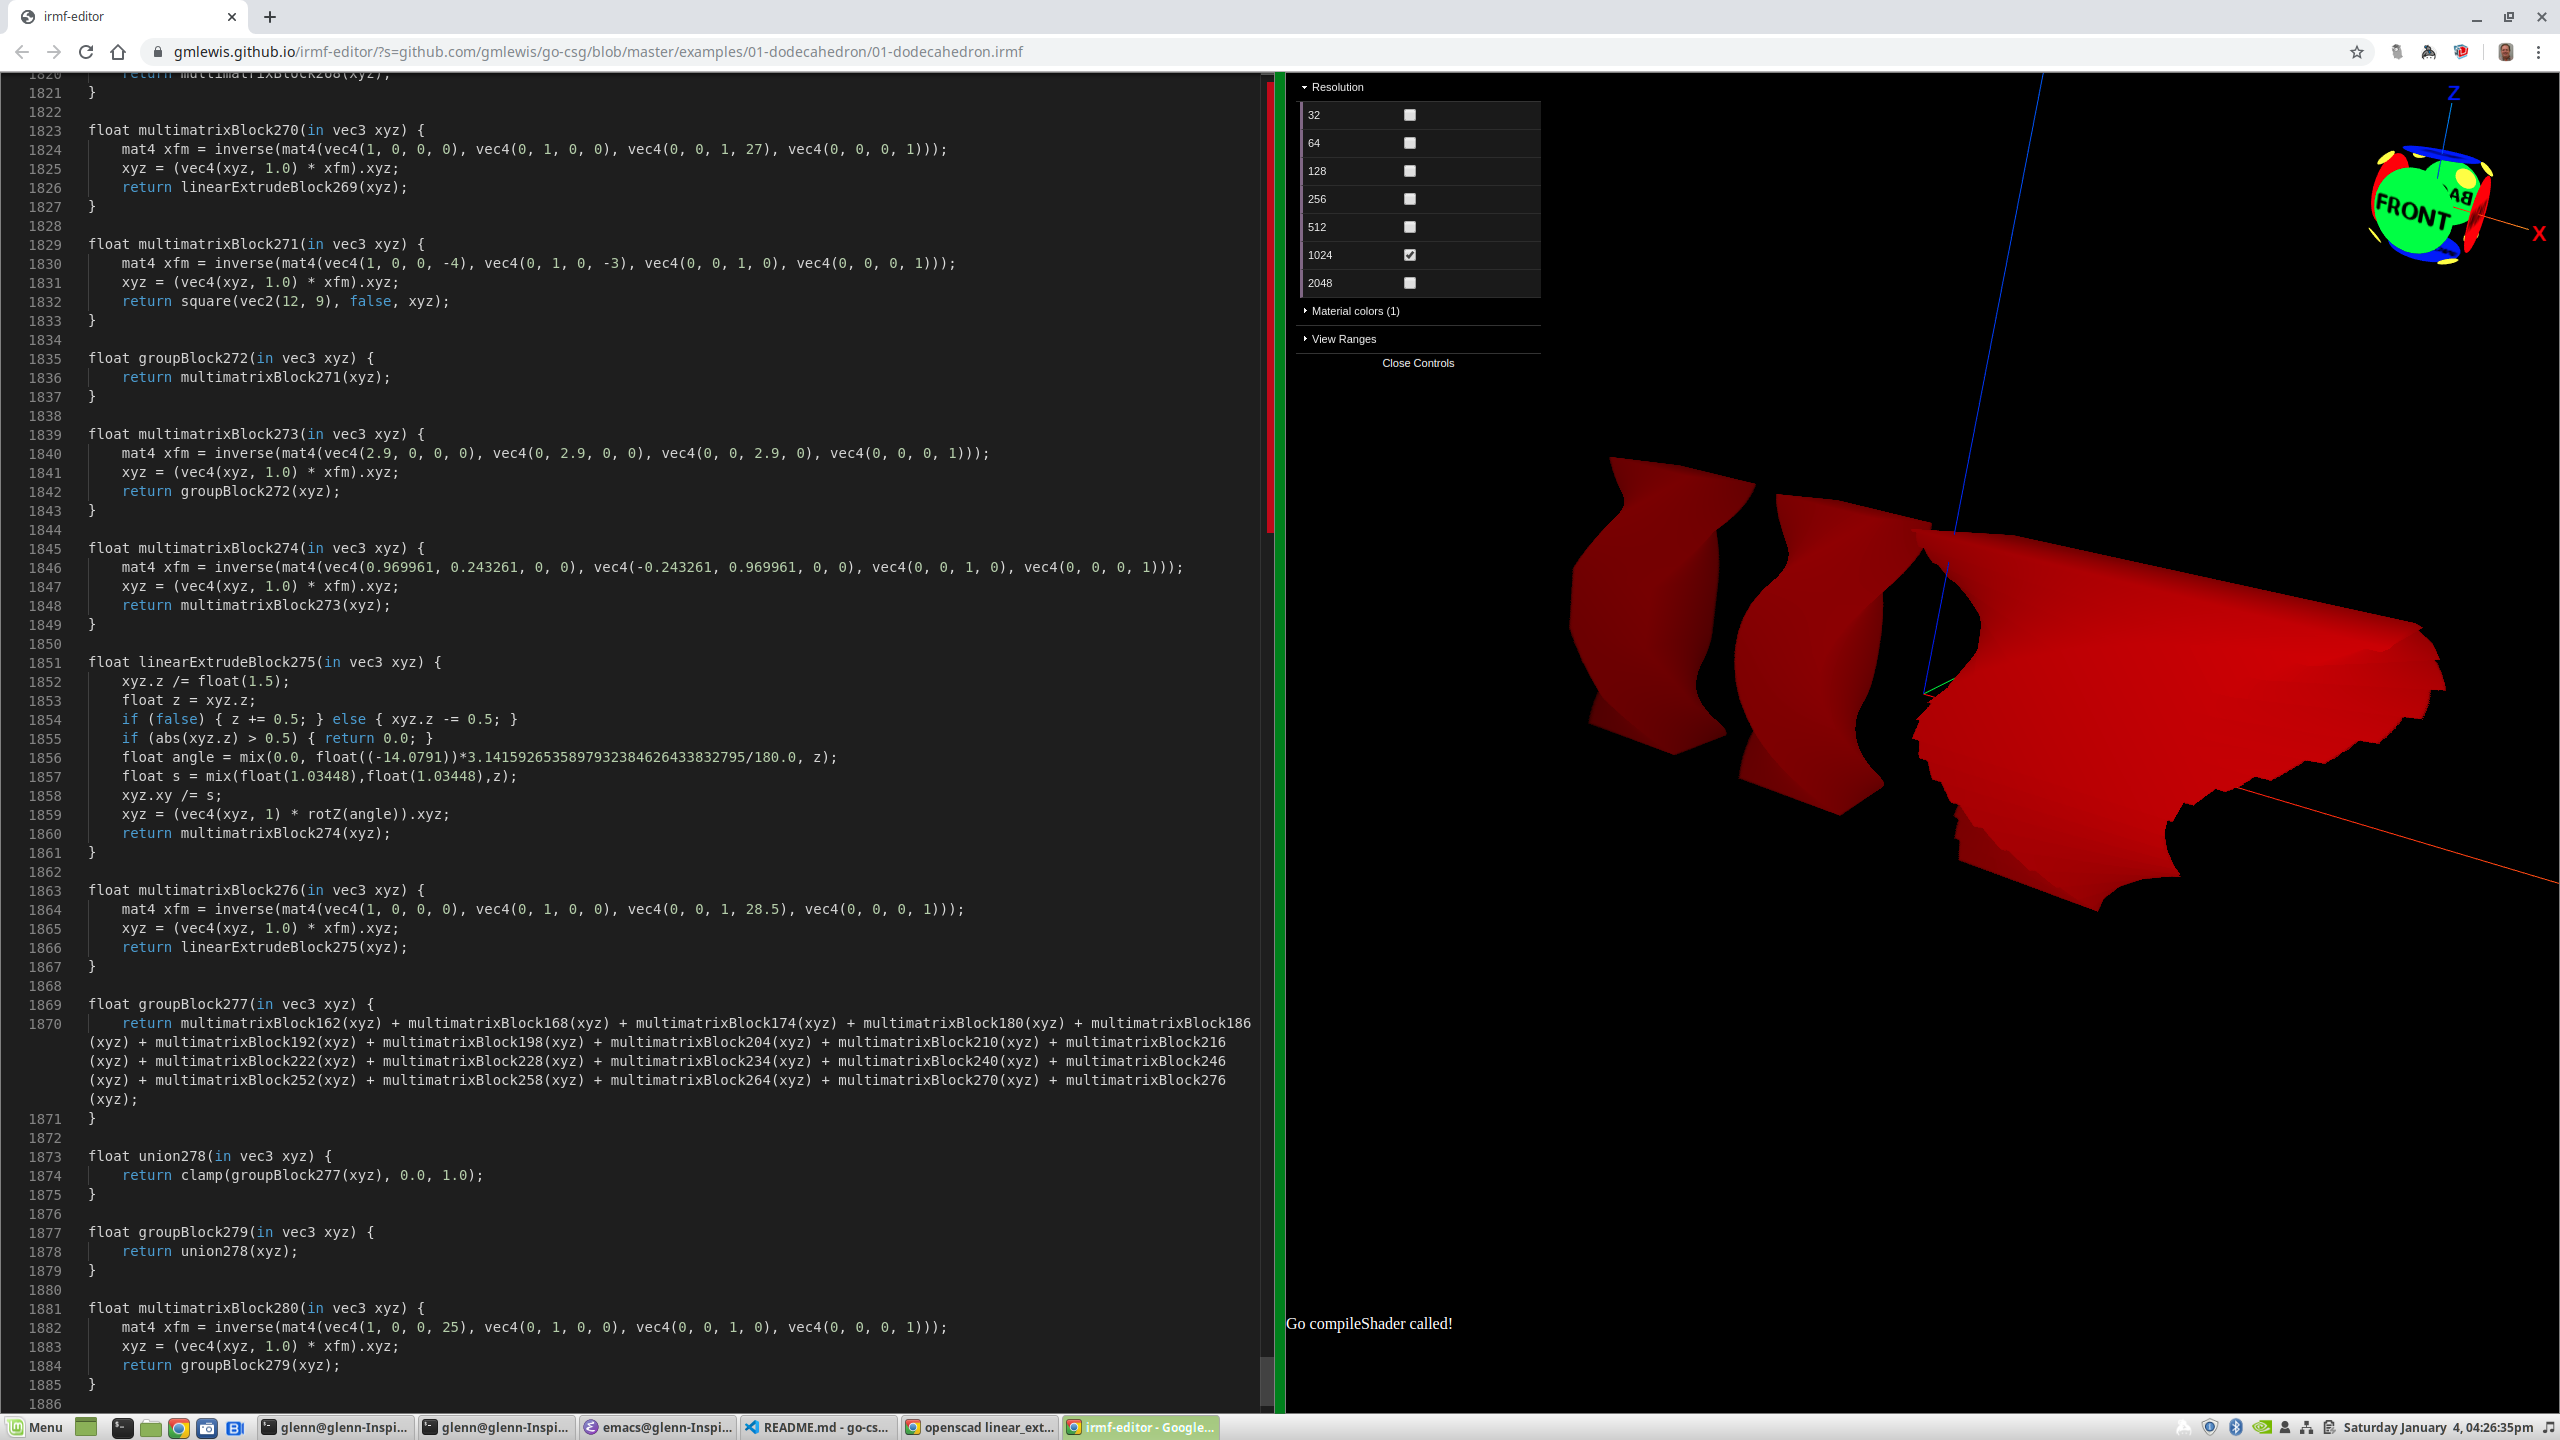 irmf-editor
gmlewis.github.io/irmf-editor/?s=github.com/gmlewis/go-csg/blob/master/examples/01-dodecahedron/01-dodecahedron.irmf
1820 return multimatrixBlock268(xyz);
1821 }
1822
1823 float multimatrixBlock270(in vec3 xyz) {
1824 mat4 xfm = inverse(mat4(vec4(1, 0, 0, 0), vec4(0, 1, 0, 0), vec4(0, 0, 1, 27), vec4(0, 0, 0, 1)));
1825 xyz = (vec4(xyz, 1.0) * xfm).xyz;
1826 return linearExtrudeBlock269(xyz);
1827 }
1828
1829 float multimatrixBlock271(in vec3 xyz) {
1830 mat4 xfm = inverse(mat4(vec4(1, 0, 0, -4), vec4(0, 1, 0, -3), vec4(0, 0, 1, 0), vec4(0, 0, 0, 1)));
1831 xyz = (vec4(xyz, 1.0) * xfm).xyz;
1832 return square(vec2(12, 9), false, xyz);
1833 }
1834
1835 float groupBlock272(in vec3 xyz) {
1836 return multimatrixBlock271(xyz);
1837 }
1838
1839 float multimatrixBlock273(in vec3 xyz) {
1840 mat4 xfm = inverse(mat4(vec4(2.9, 0, 0, 0), vec4(0, 2.9, 0, 0), vec4(0, 0, 2.9, 0), vec4(0, 0, 0, 1)));
1841 xyz = (vec4(xyz, 1.0) * xfm).xyz;
1842 return groupBlock272(xyz);
1843 }
1844
1845 float multimatrixBlock274(in vec3 xyz) {
1846 mat4 xfm = inverse(mat4(vec4(0.969961, 0.243261, 0, 0), vec4(-0.243261, 0.969961, 0, 0), vec4(0, 0, 1, 0), vec4(0, 0, 0, 1)));
1847 xyz = (vec4(xyz, 1.0) * xfm).xyz;
1848 return multimatrixBlock273(xyz);
1849 }
1850
1851 float linearExtrudeBlock275(in vec3 xyz) {
1852 xyz.z /= float(1.5);
1853 float z = xyz.z;
1854 if (false) { z += 0.5; } else { xyz.z -= 0.5; }
1855 if (abs(xyz.z) > 0.5) { return 0.0; }
1856 float angle = mix(0.0, float((-14.0791))*3.1415926535897932384626433832795/180.0, z);
1857 float s = mix(float(1.03448),float(1.03448),z);
1858 xyz.xy /= s;
1859 xyz = (vec4(xyz, 1) * rotZ(angle)).xyz;
1860 return multimatrixBlock274(xyz);
1861 }
1862
1863 float multimatrixBlock276(in vec3 xyz) {
1864 mat4 xfm = inverse(mat4(vec4(1, 0, 0, 0), vec4(0, 1, 0, 0), vec4(0, 0, 1, 28.5), vec4(0, 0, 0, 1)));
1865 xyz = (vec4(xyz, 1.0) * xfm).xyz;
1866 return linearExtrudeBlock275(xyz);
1867 }
1868
1869 float groupBlock277(in vec3 xyz) {
1870 return multimatrixBlock162(xyz) + multimatrixBlock168(xyz) + multimatrixBlock174(xyz) + multimatrixBlock180(xyz) + multimatrixBlock186
(xyz) + multimatrixBlock192(xyz) + multimatrixBlock198(xyz) + multimatrixBlock204(xyz) + multimatrixBlock210(xyz) + multimatrixBlock216
(xyz) + multimatrixBlock222(xyz) + multimatrixBlock228(xyz) + multimatrixBlock234(xyz) + multimatrixBlock240(xyz) + multimatrixBlock246
(xyz) + multimatrixBlock252(xyz) + multimatrixBlock258(xyz) + multimatrixBlock264(xyz) + multimatrixBlock270(xyz) + multimatrixBlock276
(xyz);
1871 }
1872
1873 float union278(in vec3 xyz) {
1874 return clamp(groupBlock277(xyz), 0.0, 1.0);
1875 }
1876
1877 float groupBlock279(in vec3 xyz) {
1878 return union278(xyz);
1879 }
1880
1881 float multimatrixBlock280(in vec3 xyz) {
1882 mat4 xfm = inverse(mat4(vec4(1, 0, 0, 25), vec4(0, 1, 0, 0), vec4(0, 0, 1, 0), vec4(0, 0, 0, 1)));
1883 xyz = (vec4(xyz, 1.0) * xfm).xyz;
1884 return groupBlock279(xyz);
1885 }
1886
Resolution
32
64
128
256
512
1024
2048
Material colors (1)
View Ranges
Close Controls
Z
FRONT
BA
X
Go compileShader called!
Menu
glenn@glenn-Inspi...
glenn@glenn-Inspi...
emacs@glenn-Inspi...
README.md - go-cs...
openscad linear_ext...
irmf-editor - Google...
Saturday January 4, 04:26:35pm